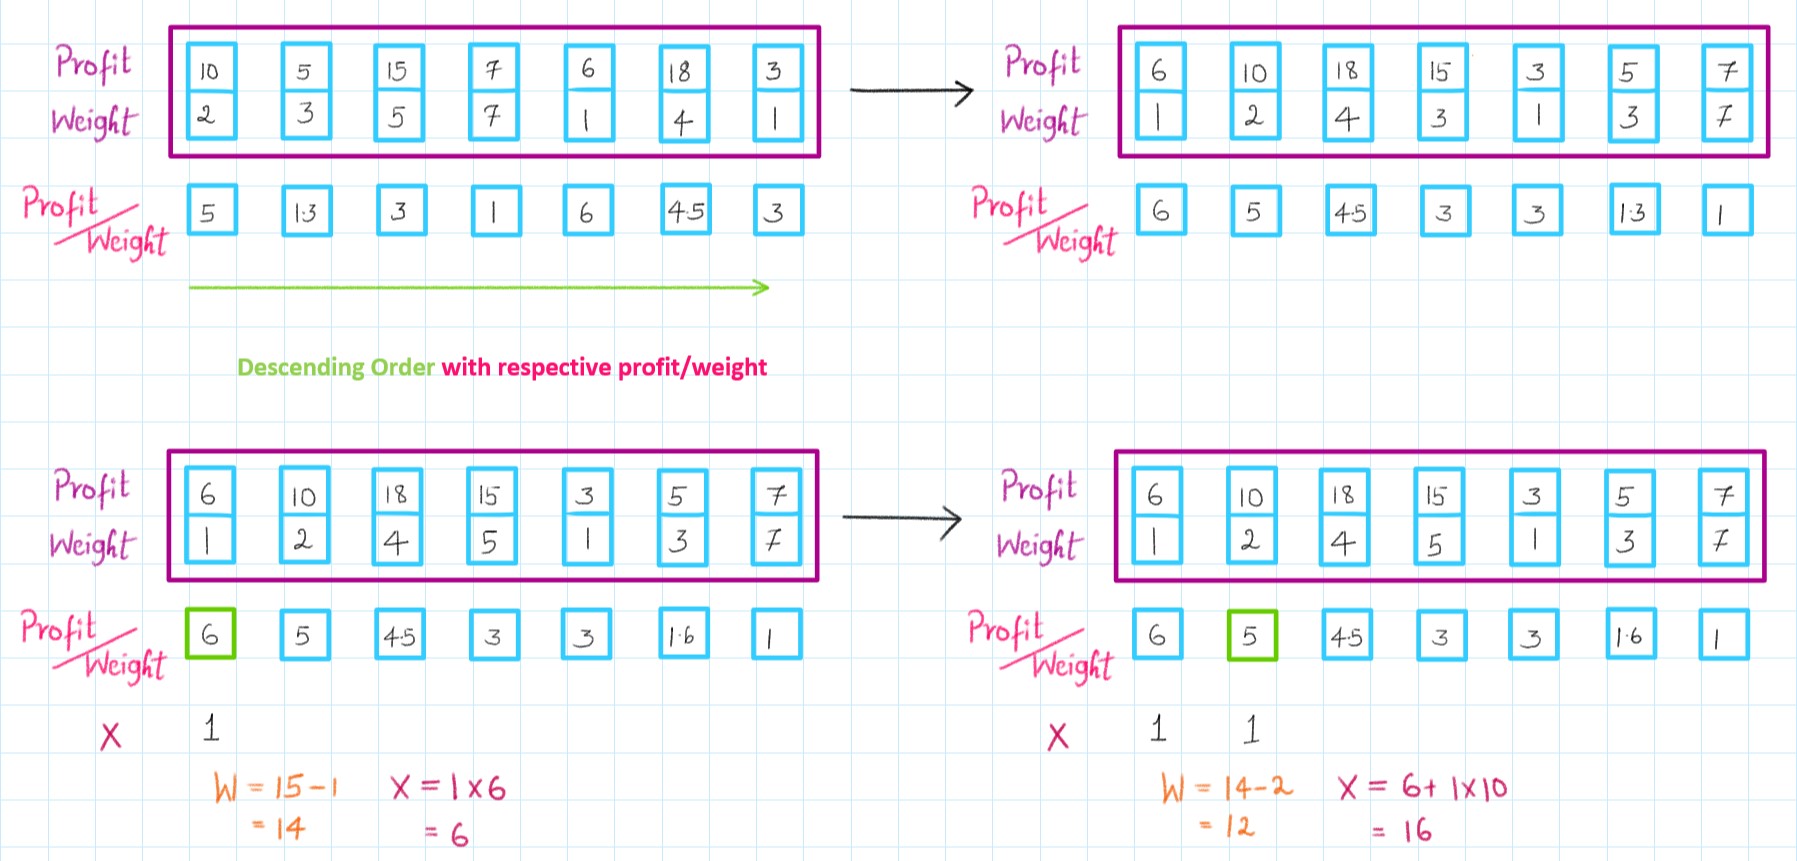 Profit 10 5 15 7 6 18 3
Weight 2 3 5 7 1 4 1
Profit/Weight 5 1·3 3 1 6 4·5 3
Profit 6 10 18 15 3 5 7
Weight 1 2 4 3 1 3 7
Profit/Weight 6 5 4·5 3 3 1·3 1
Descending Order with respective profit/weight
Profit 6 10 18 15 3 5 7
Weight 1 2 4 5 1 3 7
Profit/Weight 6 5 4·5 3 3 1·6 1
X 1
W = 15-1 X = 1x6
= 14 = 6
Profit 6 10 18 15 3 5 7
Weight 1 2 4 5 1 3 7
Profit/Weight 6 5 4·5 3 3 1·6 1
X 1 1
W = 14-2 X = 6+ 1x10
= 12 = 16